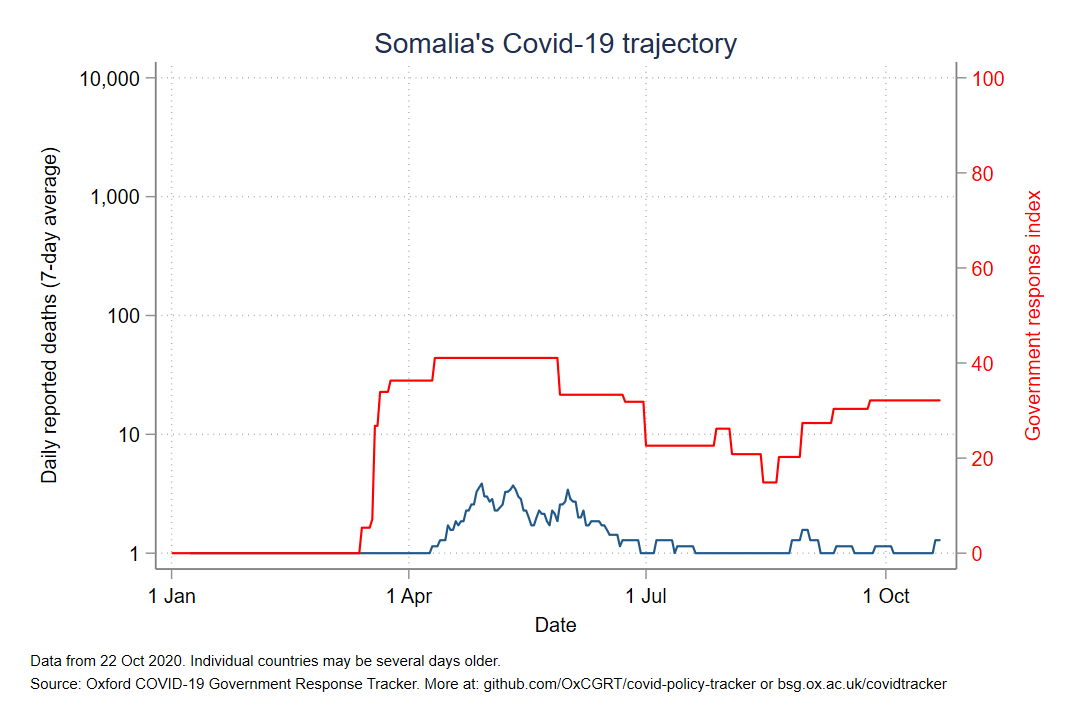 Somalia's Covid-19 trajectory
10,000
1,000
100
10
1
Daily reported deaths (7-day average)
100
80
60
40
20
0
Government response index
1 Jan
1 Apr
1 Jul
1 Oct
Date
Data from 22 Oct 2020. Individual countries may be several days older.
Source: Oxford COVID-19 Government Response Tracker. More at: github.com/OxCGRT/covid-policy-tracker or bsg.ox.ac.uk/covidtracker